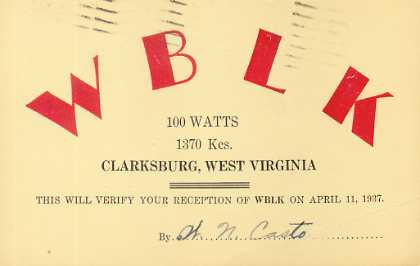 WBLK
100 WATTS
1370 Kcs.
CLARKSBURG, WEST VIRGINIA
THIS WILL VERIFY YOUR RECEPTION OF WBLK ON APRIL 11, 1937.
By W. N. Casto